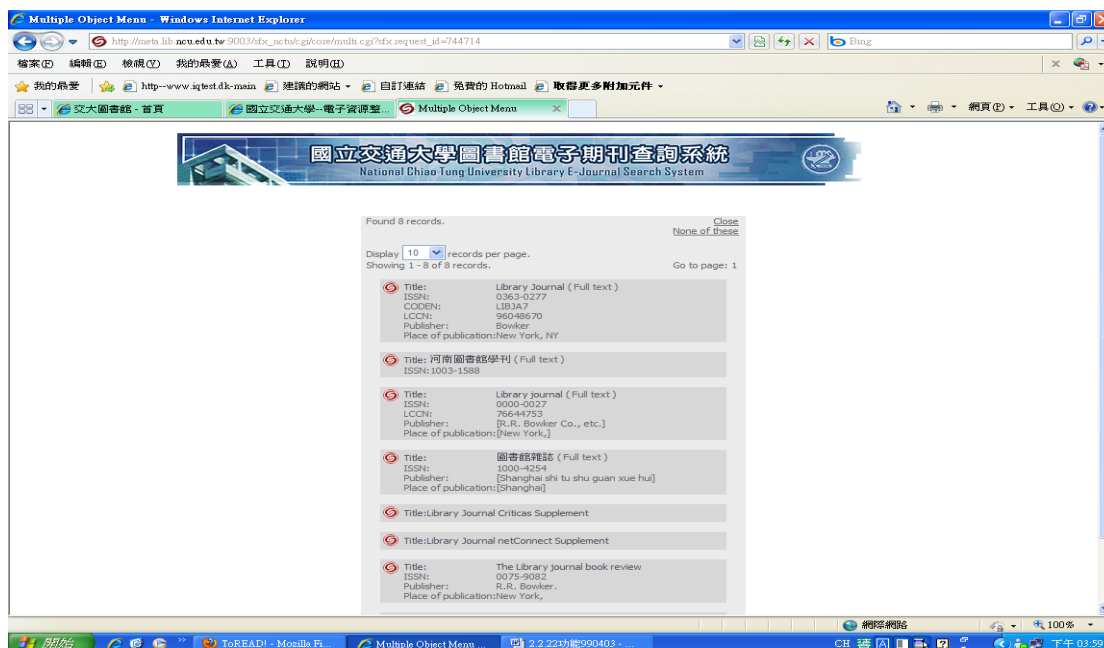 Multiple Object Menu - Windows Internet Explorer
http://meta.lib.ncu.edu.tw:9003/sfx_nctu/cgi/core/multi.cgi?sfx.request_id=744714
Bing
檔案(F) 編輯(E) 檢視(V) 我的最愛(A) 工具(T) 說明(H)
我的最愛 http--www.iqtest.dk-main 建議的網站 自訂連結 免費的 Hotmail 取得更多附加元件
交大圖書館 - 首頁 國立交通大學--電子資源整... Multiple Object Menu 網頁(P) 工具(O)
國立交通大學圖書館電子期刊查詢系統
National Chiao Tung University Library E-Journal Search System
Found 8 records. Close
None of these
Display 10 records per page.
Showing 1 - 8 of 8 records. Go to page: 1
Title: Library Journal ( Full text )
ISSN: 0363-0277
CODEN: LIBJA7
LCCN: 96048670
Publisher: Bowker
Place of publication:New York, NY
Title: 河南圖書館學刊 ( Full text )
ISSN:1003-1588
Title: Library journal ( Full text )
ISSN: 0000-0027
LCCN: 76644753
Publisher: [R.R. Bowker Co., etc.]
Place of publication:[New York,]
Title: 圖書館雜誌 ( Full text )
ISSN: 1000-4254
Publisher: [Shanghai shi tu shu guan xue hui]
Place of publication:[Shanghai]
Title:Library Journal Criticas Supplement
Title:Library Journal netConnect Supplement
Title: The Library journal book review
ISSN: 0075-9082
Publisher: R.R. Bowker.
Place of publication:New York,
網際網路 100%
開始 ToREAD! - Mozilla Fi... Multiple Object Menu ... 2.2.22功能990403 - ... CH 下午 03:59